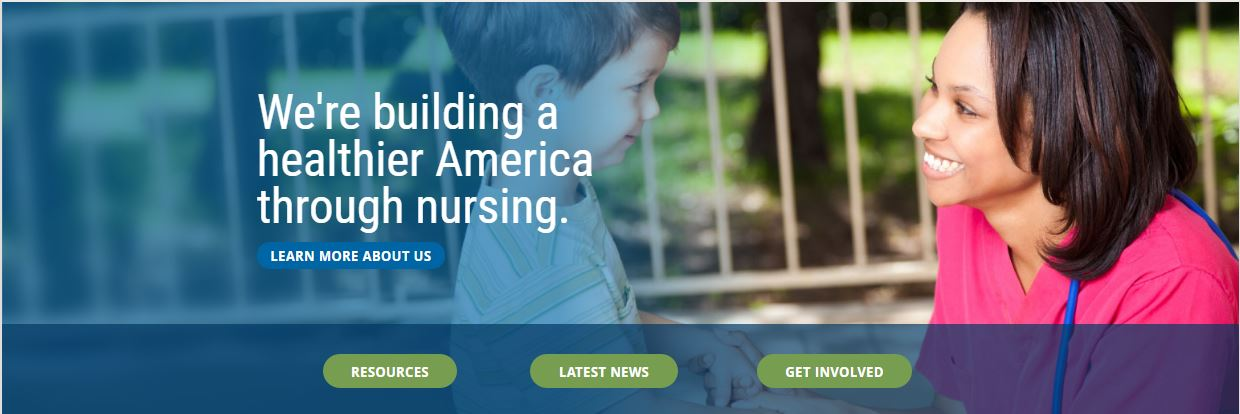 We're building a
healthier America
through nursing.
LEARN MORE ABOUT US
RESOURCES
LATEST NEWS
GET INVOLVED